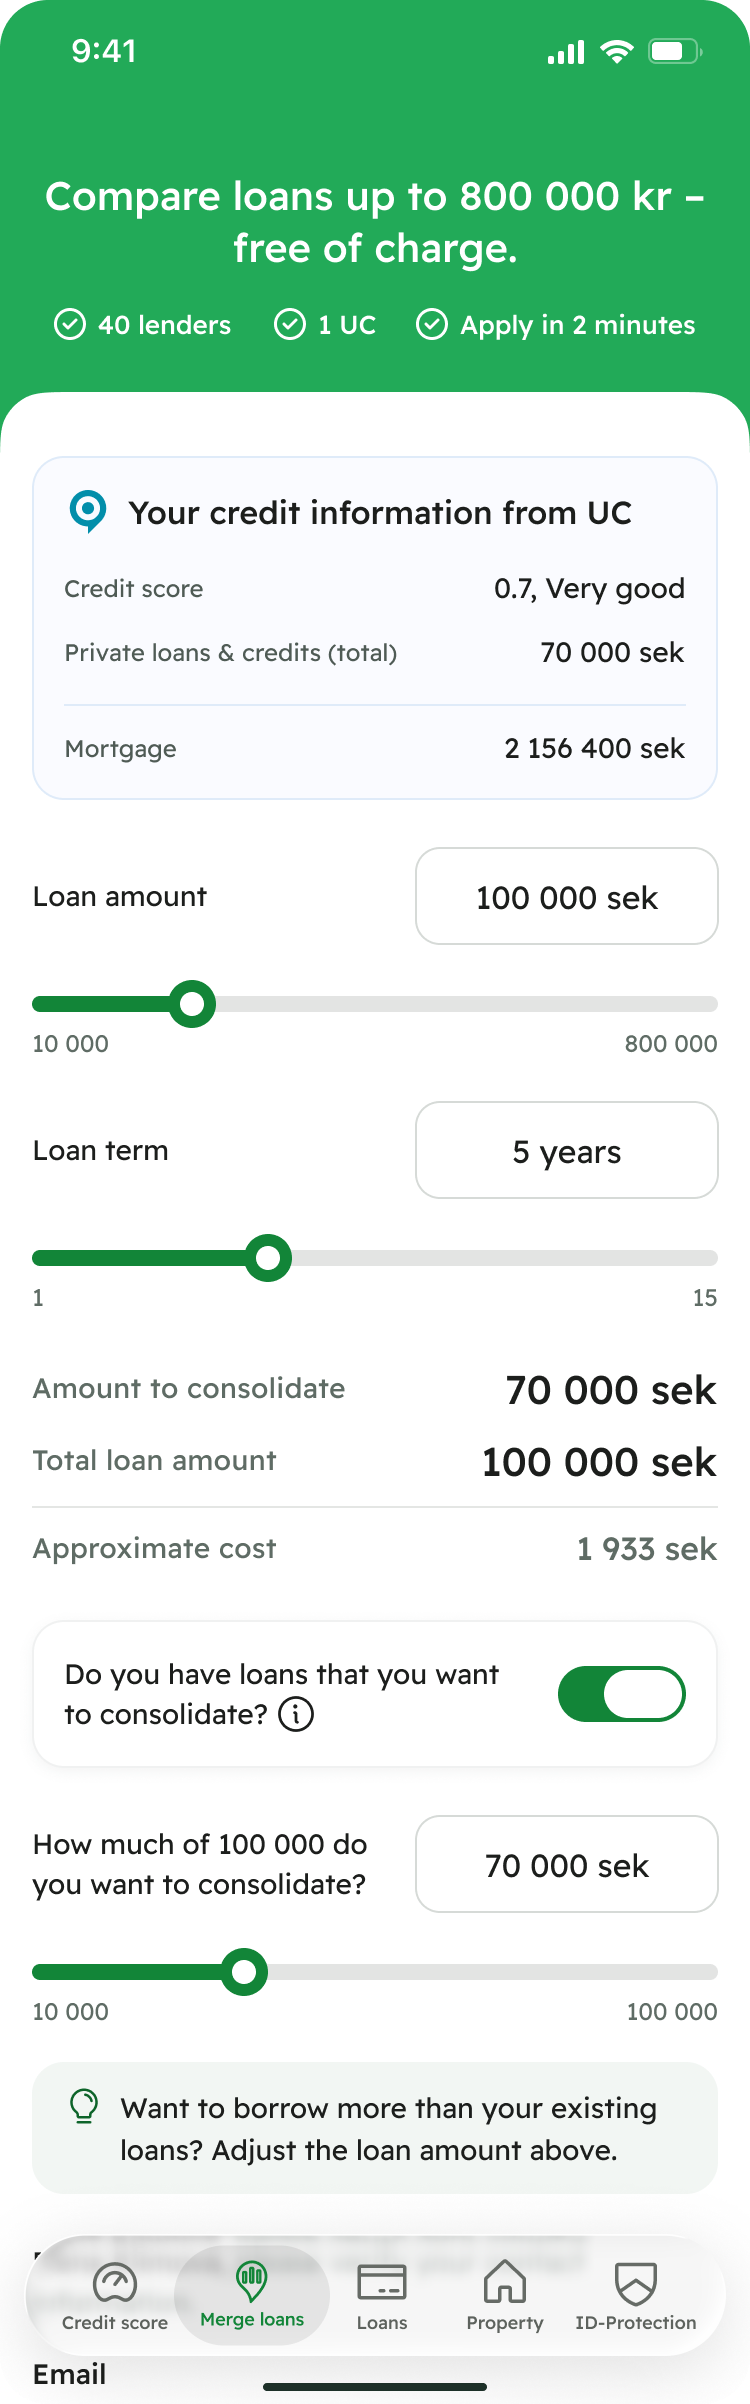 9:41
Compare loans up to 800 000 kr –
free of charge.
40 lenders
1 UC
Apply in 2 minutes
Your credit information from UC
Credit score
0.7, Very good
Private loans & credits (total)
70 000 sek
Mortgage
2 156 400 sek
Loan amount
100 000 sek
10 000
800 000
Loan term
5 years
1
15
Amount to consolidate
70 000 sek
Total loan amount
100 000 sek
Approximate cost
1 933 sek
Do you have loans that you want
to consolidate?
How much of 100 000 do
you want to consolidate?
70 000 sek
10 000
100 000
Want to borrow more than your existing
loans? Adjust the loan amount above.
Credit score
Merge loans
Loans
Property
ID-Protection
Email